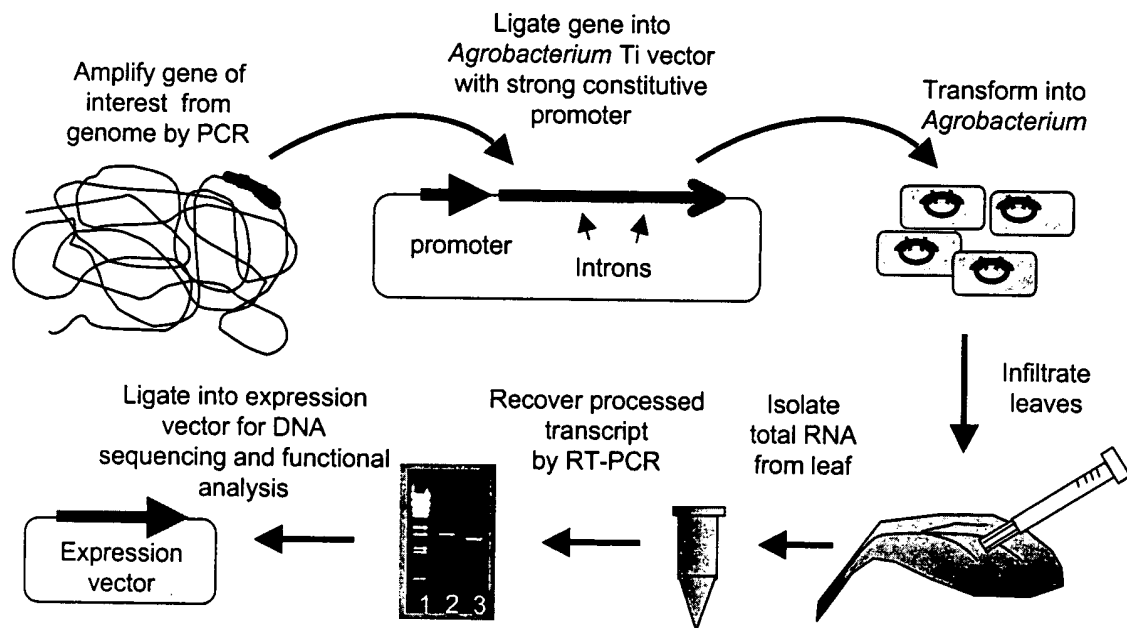 Amplify gene of
interest from
genome by PCR
Ligate gene into
Agrobacterium Ti vector
with strong constitutive
promoter
Transform into
Agrobacterium
promoter
Introns
Infiltrate
leaves
Isolate
total RNA
from leaf
Recover processed
transcript
by RT-PCR
1 2 3
Ligate into expression
vector for DNA
sequencing and functional
analysis
Expression
vector